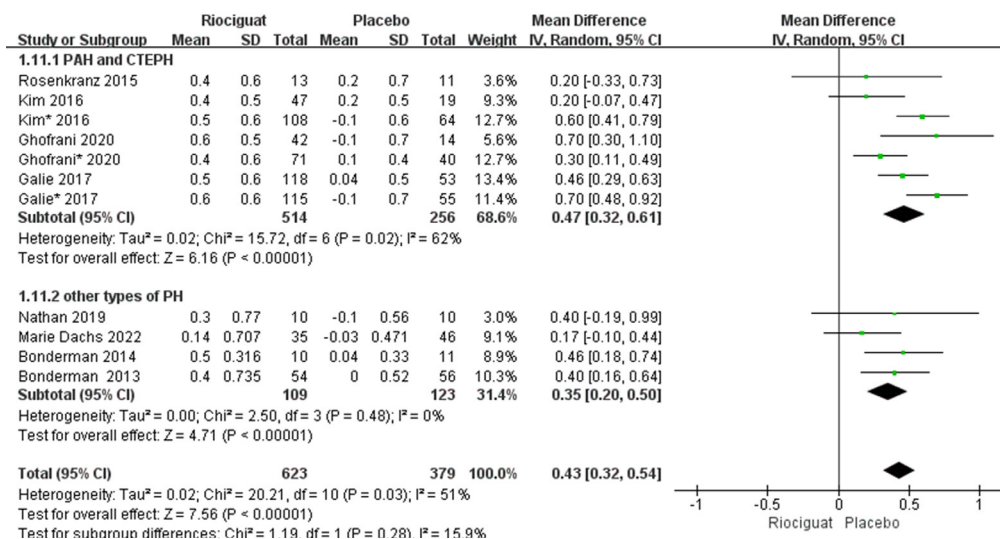 Riociguat Placebo Mean Difference Mean Difference
Study or Subgroup Mean SD Total Mean SD Total Weight IV, Random, 95% CI IV, Random, 95% CI
1.11.1 PAH and CTEPH
Rosenkranz 2015 0.4 0.6 13 0.2 0.7 11 3.6% 0.20 [-0.33, 0.73]
Kim 2016 0.4 0.5 47 0.2 0.5 19 9.3% 0.20 [-0.07, 0.47]
Kim* 2016 0.5 0.6 108 -0.1 0.6 64 12.7% 0.60 [0.41, 0.79]
Ghofrani 2020 0.6 0.5 42 -0.1 0.7 14 5.6% 0.70 [0.30, 1.10]
Ghofrani* 2020 0.4 0.6 71 0.1 0.4 40 12.7% 0.30 [0.11, 0.49]
Galie 2017 0.5 0.6 118 0.04 0.5 53 13.4% 0.46 [0.29, 0.63]
Galie* 2017 0.6 0.6 115 -0.1 0.7 55 11.4% 0.70 [0.48, 0.92]
Subtotal (95% CI) 514 256 68.6% 0.47 [0.32, 0.61]
Heterogeneity: Tau² = 0.02; Chi² = 15.72, df = 6 (P = 0.02); I² = 62%
Test for overall effect: Z = 6.16 (P < 0.00001)
1.11.2 other types of PH
Nathan 2019 0.3 0.77 10 -0.1 0.56 10 3.0% 0.40 [-0.19, 0.99]
Marie Dachs 2022 0.14 0.707 35 -0.03 0.471 46 9.1% 0.17 [-0.10, 0.44]
Bonderman 2014 0.5 0.316 10 0.04 0.33 11 8.9% 0.46 [0.18, 0.74]
Bonderman 2013 0.4 0.735 54 0 0.52 56 10.3% 0.40 [0.16, 0.64]
Subtotal (95% CI) 109 123 31.4% 0.35 [0.20, 0.50]
Heterogeneity: Tau² = 0.00; Chi² = 2.50, df = 3 (P = 0.48); I² = 0%
Test for overall effect: Z = 4.71 (P < 0.00001)
Total (95% CI) 623 379 100.0% 0.43 [0.32, 0.54]
Heterogeneity: Tau² = 0.02; Chi² = 20.21, df = 10 (P = 0.03); I² = 51%
Test for overall effect: Z = 7.56 (P < 0.00001)
Test for subgroup differences: Chi² = 1.19, df = 1 (P = 0.28), I² = 15.9%
-1 -0.5 0 0.5 1
Riociguat Placebo